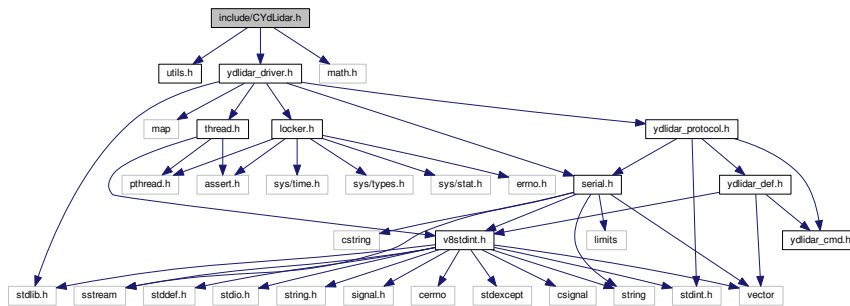 include/CYdLidar.h
utils.h
ydlidar_driver.h
math.h
map
thread.h
locker.h
ydlidar_protocol.h
pthread.h
assert.h
sys/time.h
sys/types.h
sys/stat.h
errno.h
serial.h
ydlidar_def.h
cstring
v8stdint.h
limits
ydlidar_cmd.h
stdlib.h
sstream
stddef.h
stdio.h
string.h
signal.h
cerrno
stdexcept
csignal
string
stdint.h
vector